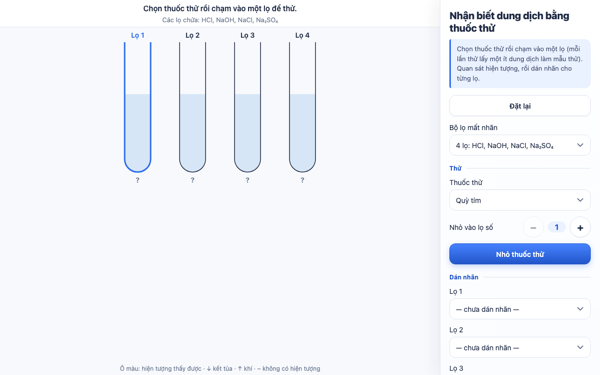 Chọn thuốc thử rồi chạm vào một lọ để thử.
Các lọ chứa: HCl, NaOH, NaCl, Na₂SO₄
Lọ 1 Lọ 2 Lọ 3 Lọ 4
? ? ? ?
Ô màu: hiện tượng thấy được · ↓ kết tủa · ↑ khí · – không có hiện tượng
Nhận biết dung dịch bằng
thuốc thử
Chọn thuốc thử rồi chạm vào một lọ (mỗi
lần thử lấy một ít dung dịch làm mẫu thử).
Quan sát hiện tượng, rồi dán nhãn cho
từng lọ.
Đặt lại
Bộ lọ mất nhãn
4 lọ: HCl, NaOH, NaCl, Na₂SO₄
Thử
Thuốc thử
Quỳ tím
Nhỏ vào lọ số − 1 +
Nhỏ thuốc thử
Dán nhãn
Lọ 1
— chưa dán nhãn —
Lọ 2
— chưa dán nhãn —
Lọ 3